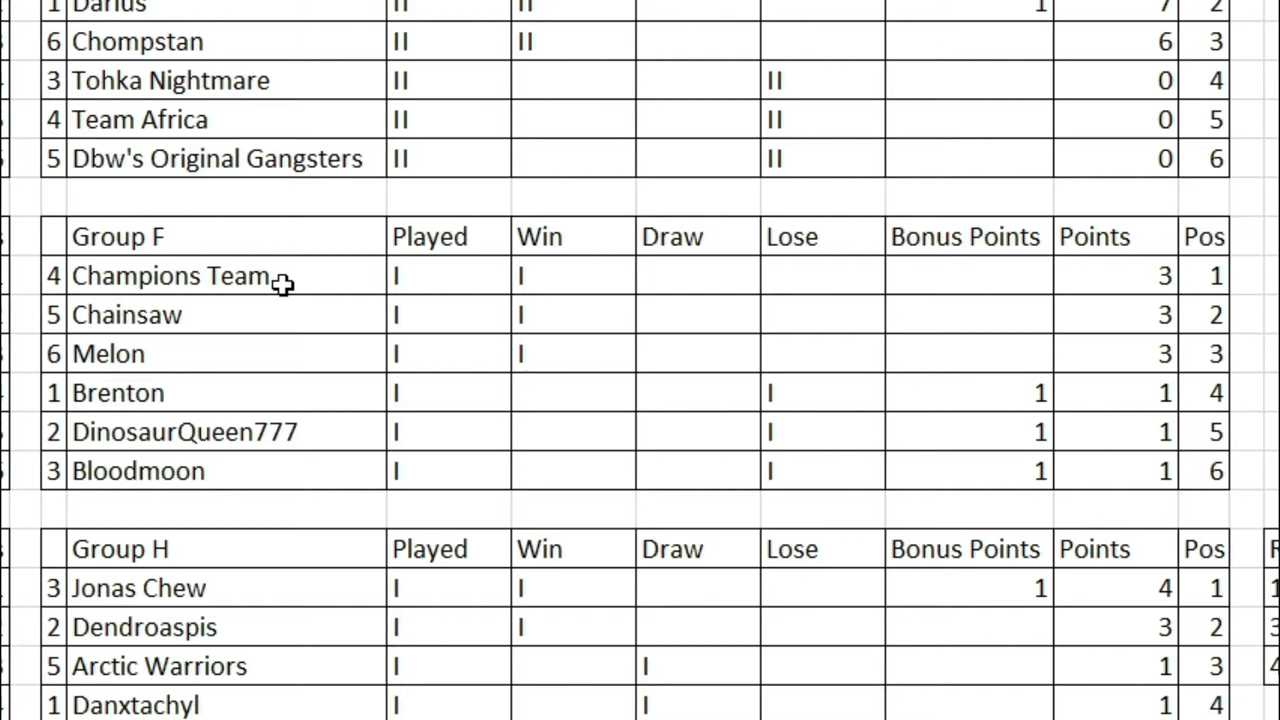 1 Darius II II 1 7 2
6 Chompstan II II 6 3
3 Tohka Nightmare II II 0 4
4 Team Africa II II 0 5
5 Dbw's Original Gangsters II II 0 6
Group F Played Win Draw Lose Bonus Points Points Pos
4 Champions Team I I 3 1
5 Chainsaw I I 3 2
6 Melon I I 3 3
1 Brenton I I 1 1 4
2 DinosaurQueen777 I I 1 1 5
3 Bloodmoon I I 1 1 6
Group H Played Win Draw Lose Bonus Points Points Pos
3 Jonas Chew I I 1 4 1
2 Dendroaspis I I 3 2
5 Arctic Warriors I I 1 3
1 Danxtachyl I I 1 4